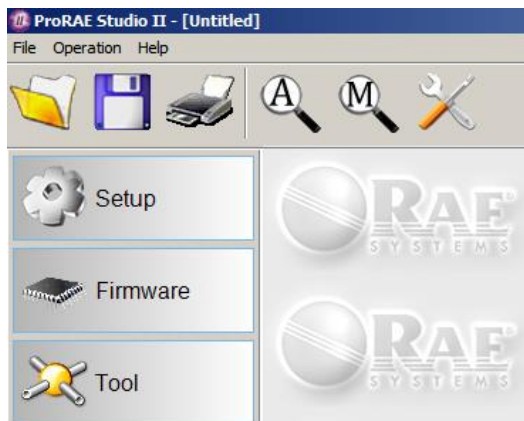 ProRAE Studio II - [Untitled]
File Operation Help
A M
Setup
RAE
SYSTEMS
Firmware
RAE
SYSTEMS
Tool